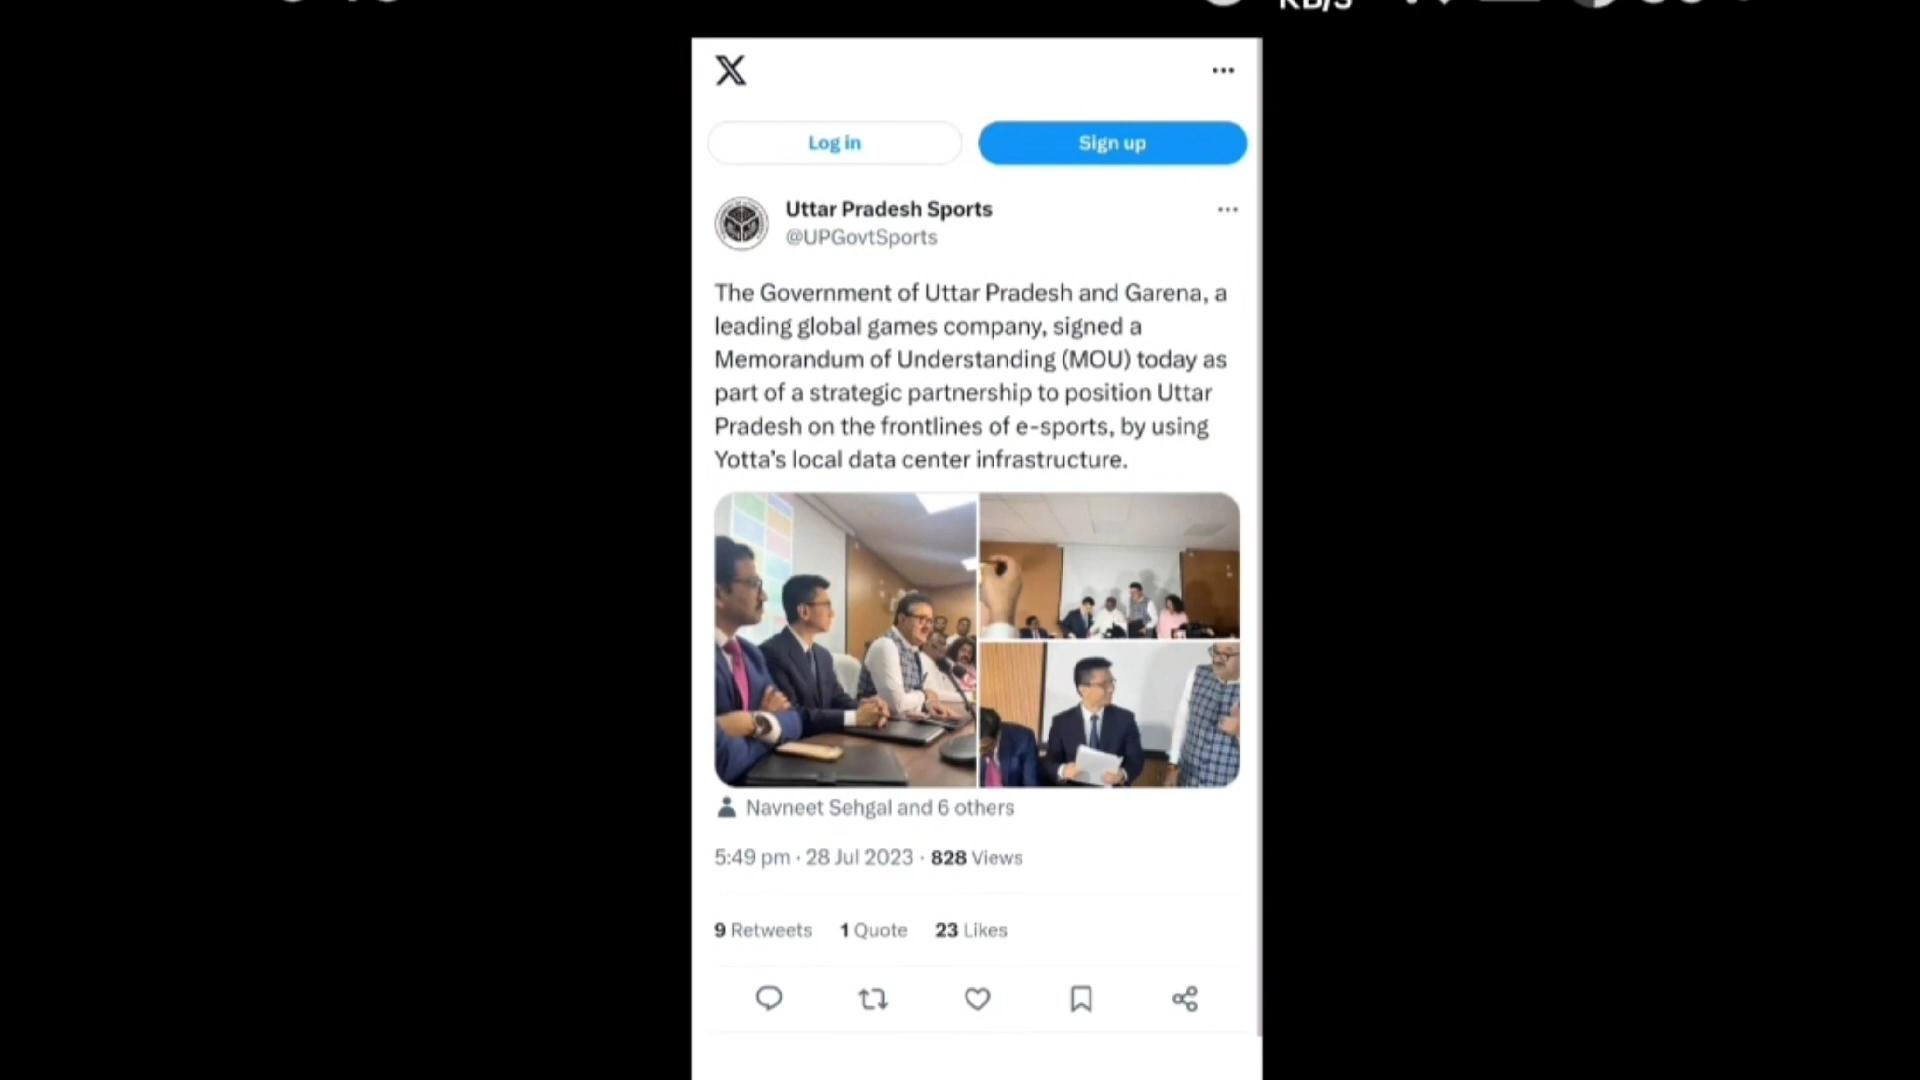 Log in
Sign up
Uttar Pradesh Sports
@UPGovtSports
The Government of Uttar Pradesh and Garena, a
leading global games company, signed a
Memorandum of Understanding (MOU) today as
part of a strategic partnership to position Uttar
Pradesh on the frontlines of e-sports, by using
Yotta's local data center infrastructure.
Navneet Sehgal and 6 others
5:49 pm · 28 Jul 2023 · 828 Views
9 Retweets 1 Quote 23 Likes